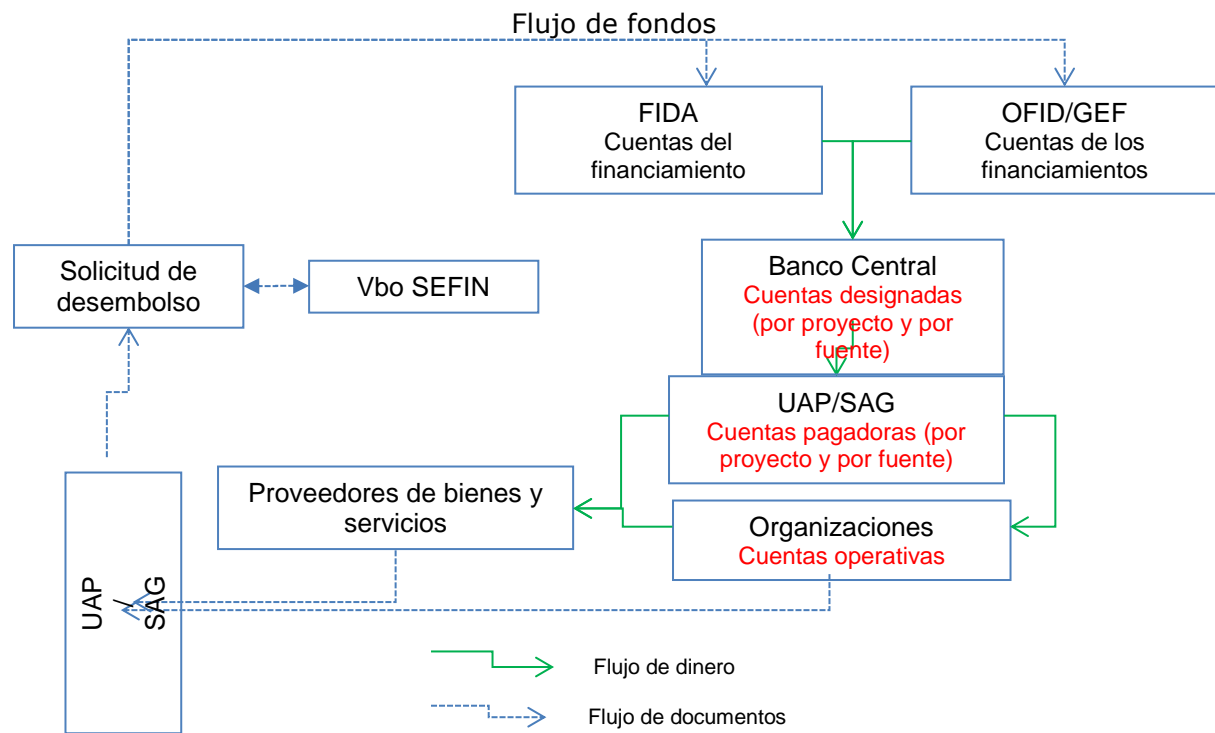 Flujo de fondos
FIDA
Cuentas del
financiamiento
OFID/GEF
Cuentas de los
financiamientos
Solicitud de
desembolso
Vbo SEFIN
Banco Central
Cuentas designadas
(por proyecto y por
fuente)
UAP/SAG
Cuentas pagadoras (por
proyecto y por fuente)
Proveedores de bienes y
servicios
Organizaciones
Cuentas operativas
UAP
/
SAG
Flujo de dinero
Flujo de documentos